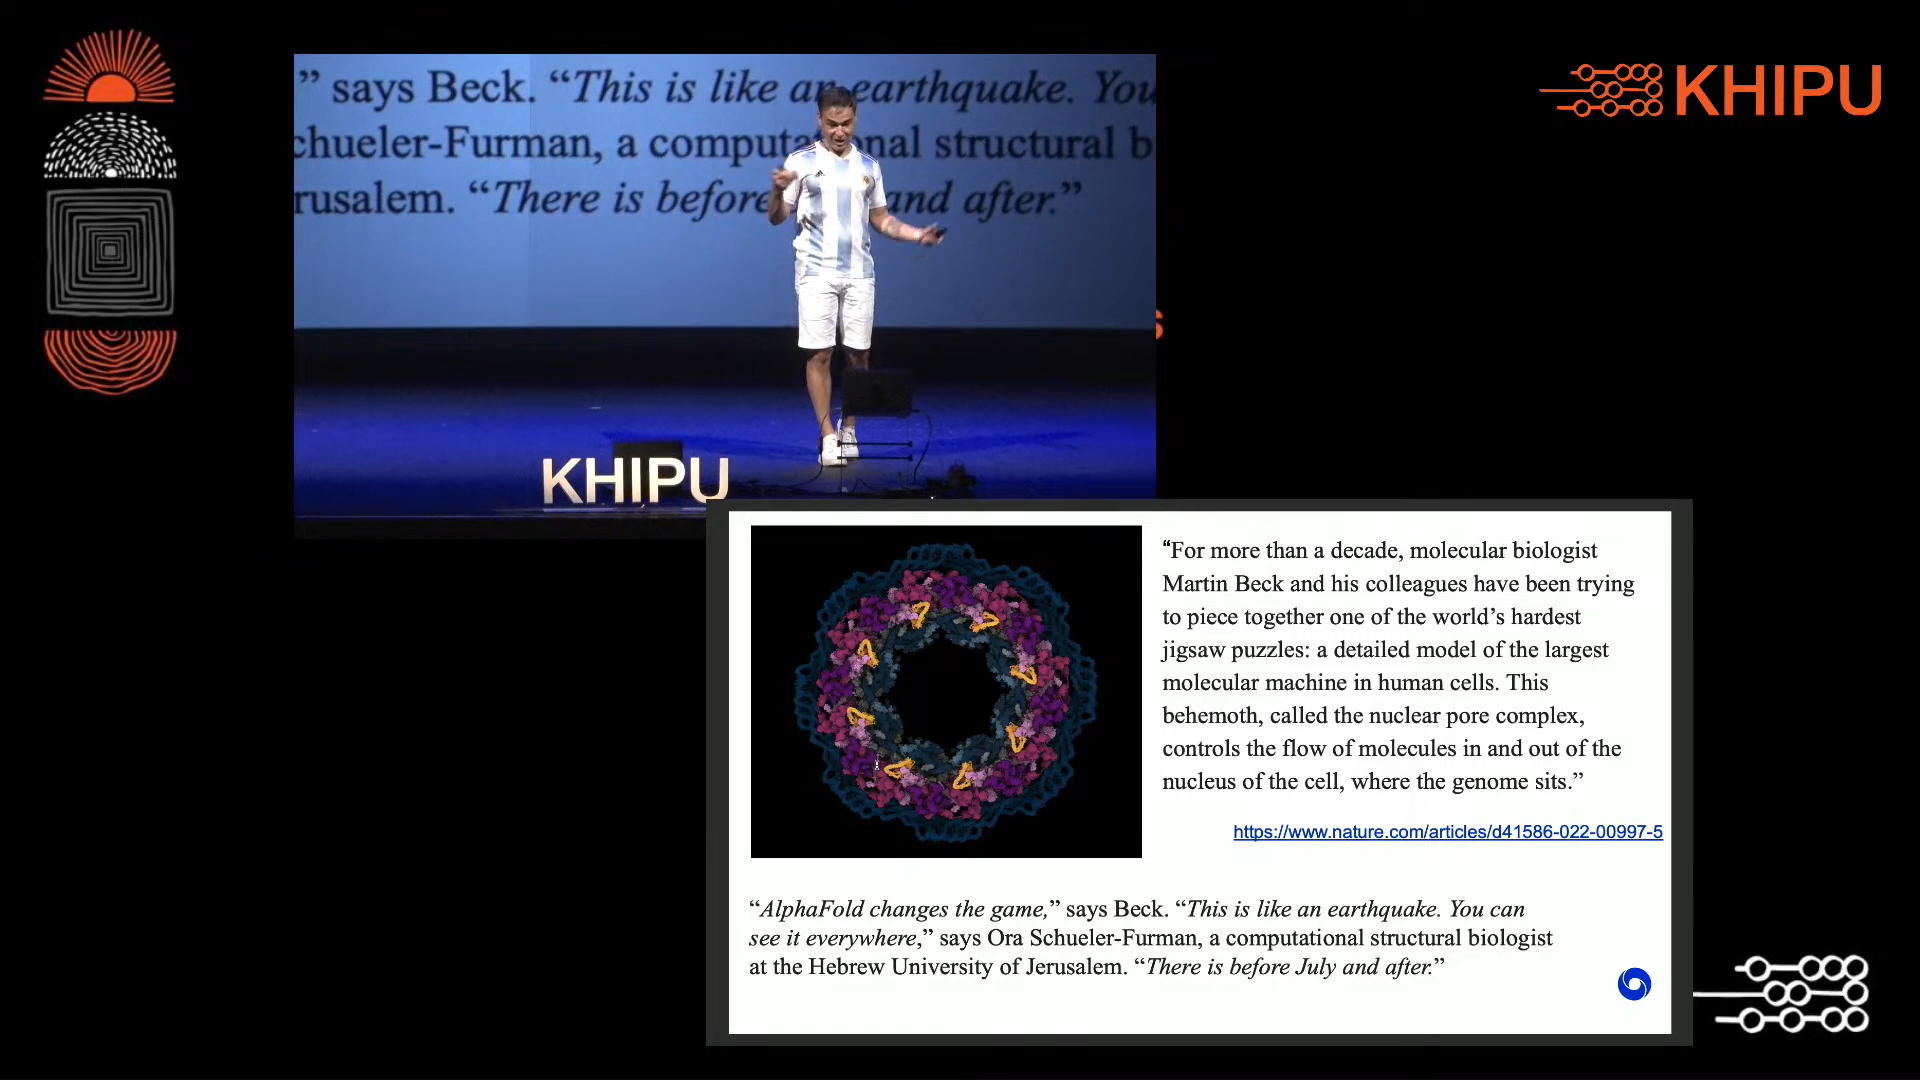 ” says Beck. “This is like an earthquake. You
chueler-Furman, a computational structural b
rusalem. “There is before and after.”
KHIPU
KHIPU
“For more than a decade, molecular biologist
Martin Beck and his colleagues have been trying
to piece together one of the world’s hardest
jigsaw puzzles: a detailed model of the largest
molecular machine in human cells. This
behemoth, called the nuclear pore complex,
controls the flow of molecules in and out of the
nucleus of the cell, where the genome sits.”
https://www.nature.com/articles/d41586-022-00997-5
“AlphaFold changes the game,” says Beck. “This is like an earthquake. You can
see it everywhere,” says Ora Schueler-Furman, a computational structural biologist
at the Hebrew University of Jerusalem. “There is before July and after.”